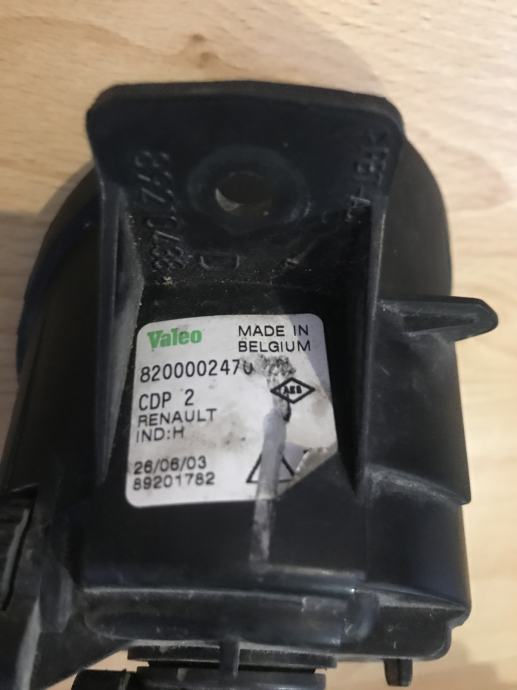 Valeo
MADE IN
BELGIUM
8200002470
CDP 2
RENAULT
IND:H
26/06/03
89201782